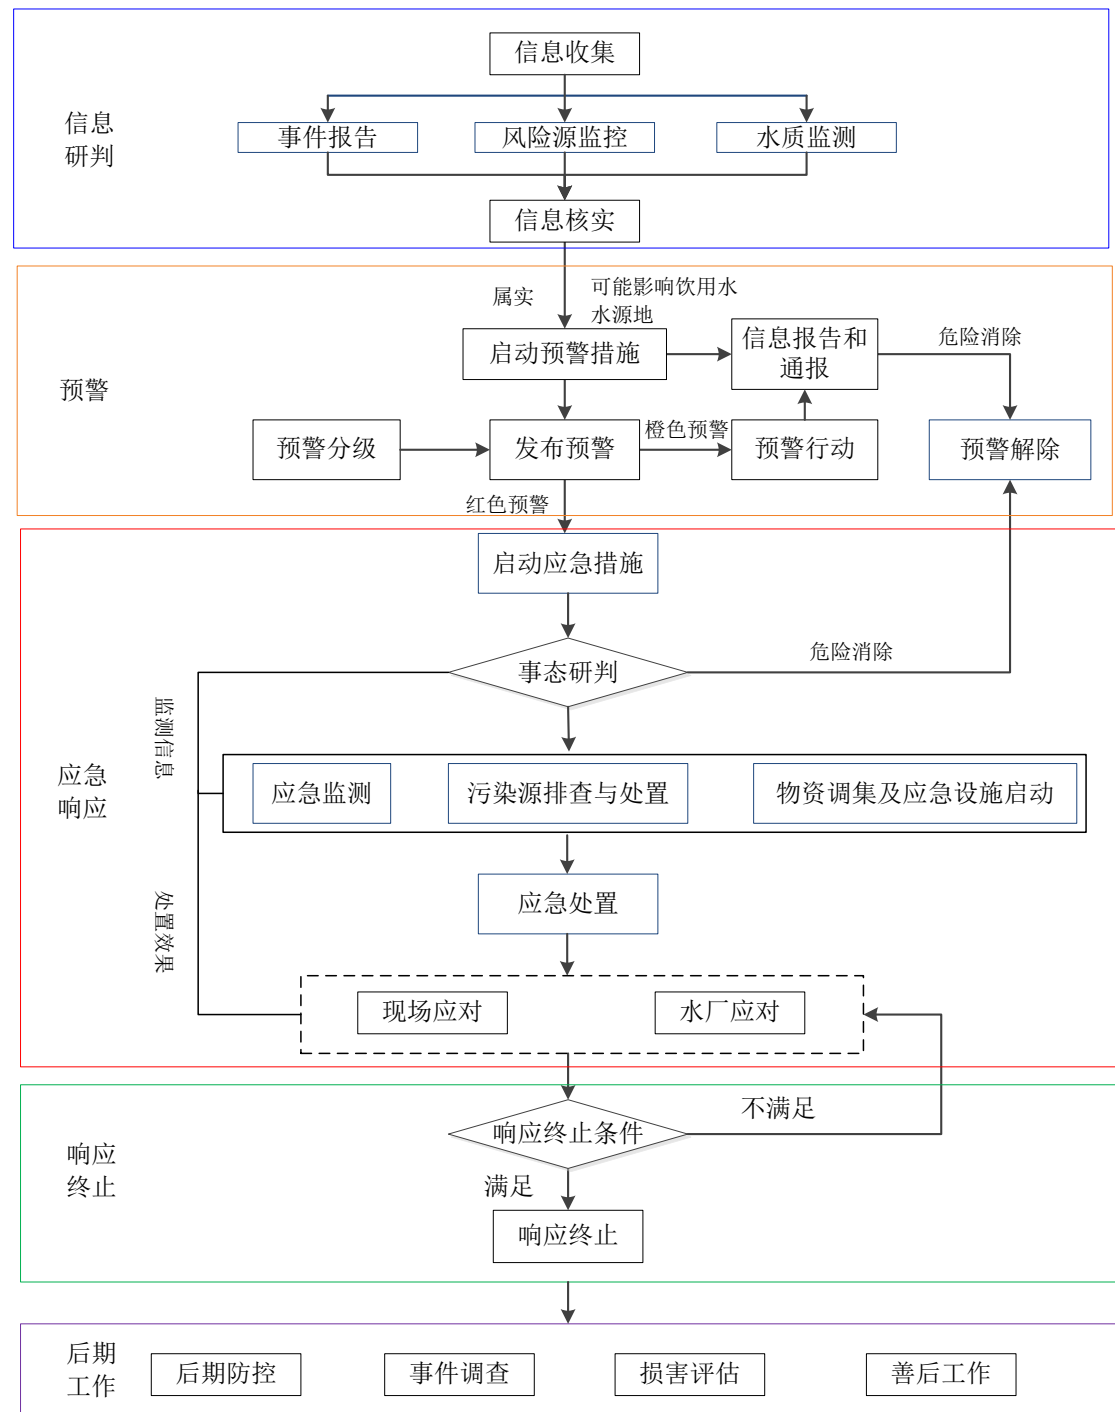 信息收集
信息
研判
事件报告
风险源监控
水质监测
信息核实
属实
可能影响饮用水
水源地
启动预警措施
信息报告和
通报
危险消除
预警
预警分级
发布预警
橙色预警
预警行动
预警解除
红色预警
启动应急措施
事态研判
危险消除
监测信息
应急
响应
应急监测
污染源排查与处置
物资调集及应急设施启动
应急处置
处置效果
现场应对
水厂应对
响应
终止
响应终止条件
不满足
满足
响应终止
后期
工作
后期防控
事件调查
损害评估
善后工作